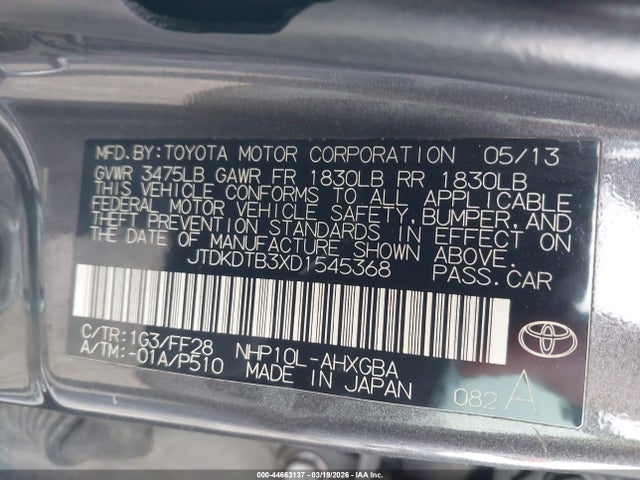 MFD.BY:TOYOTA MOTOR CORPORATION 05/13
GVWR 3475LB GAWR FR 1830LB RR 1830LB
THIS VEHICLE CONFORMS TO ALL APPLICABLE
FEDERAL MOTOR VEHICLE SAFETY, BUMPER, AND
THEFT PREVENTION STANDARDS IN EFFECT ON
THE DATE OF MANUFACTURE SHOWN ABOVE.
JTDKDTB3XD1545368 PASS.CAR
C/TR:1G3/FF28 NHP10L-AHXGBA
A/TM:-01A/P510 MADE IN JAPAN
TOYOTA
082 A
000-44663137 - 03/19/2026 - IAA Inc.